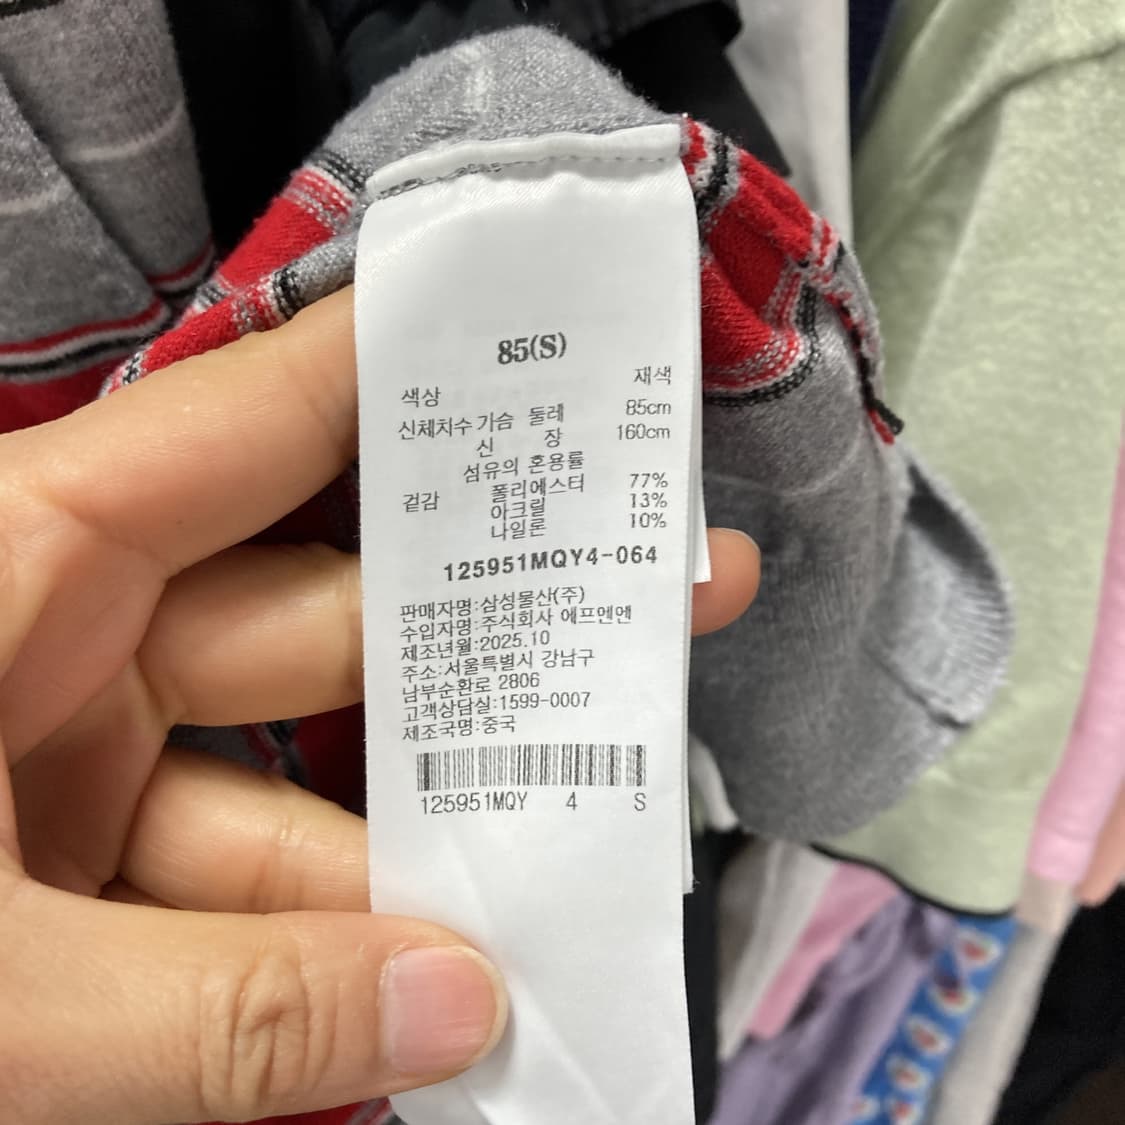 85(S)
색상 재색
신체치수 가슴 둘레 85cm
신 장 160cm
섬유의 혼용률
겉감 폴리에스터 77%
아크릴 13%
나일론 10%
125951MQY4-064
판매자명:삼성물산(주)
수입자명:주식회사 에프엔엔
제조년월:2025.10
주소:서울특별시 강남구
남부순환로 2806
고객상담실:1599-0007
제조국명:중국
125951MQY 4 S